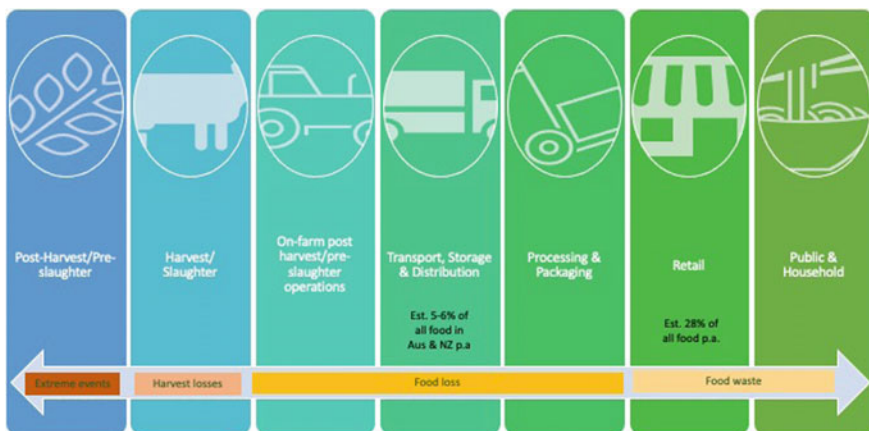 Post-Harvest/Pre-
slaughter
Harvest/
Slaughter
On-farm post
harvest/pre-
slaughter
operations
Transport, Storage
& Distribution
Est. 5-6% of
all food in
Aus & NZ p.a
Processing &
Packaging
Retail
Est. 28% of
all food p.a.
Public &
Household
Extreme events
Harvest losses
Food loss
Food waste